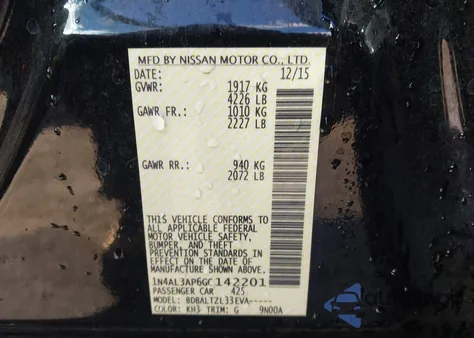 MFD BY NISSAN MOTOR CO., LTD.
DATE: 12/15
GVWR: 1917 KG
4226 LB
GAWR FR: 1010 KG
2227 LB
GAWR RR: 940 KG
2072 LB
THIS VEHICLE CONFORMS TO
ALL APPLICABLE FEDERAL
MOTOR VEHICLE SAFETY,
BUMPER, AND THEFT
PREVENTION STANDARDS IN
EFFECT ON THE DATE OF
MANUFACTURE SHOWN ABOVE.
1N4AL3AP6GC142201
PASSENGER CAR 425
MODEL: BDBALTZL33EVA-----
COLOR: KH3 TRIM: G 9N00A